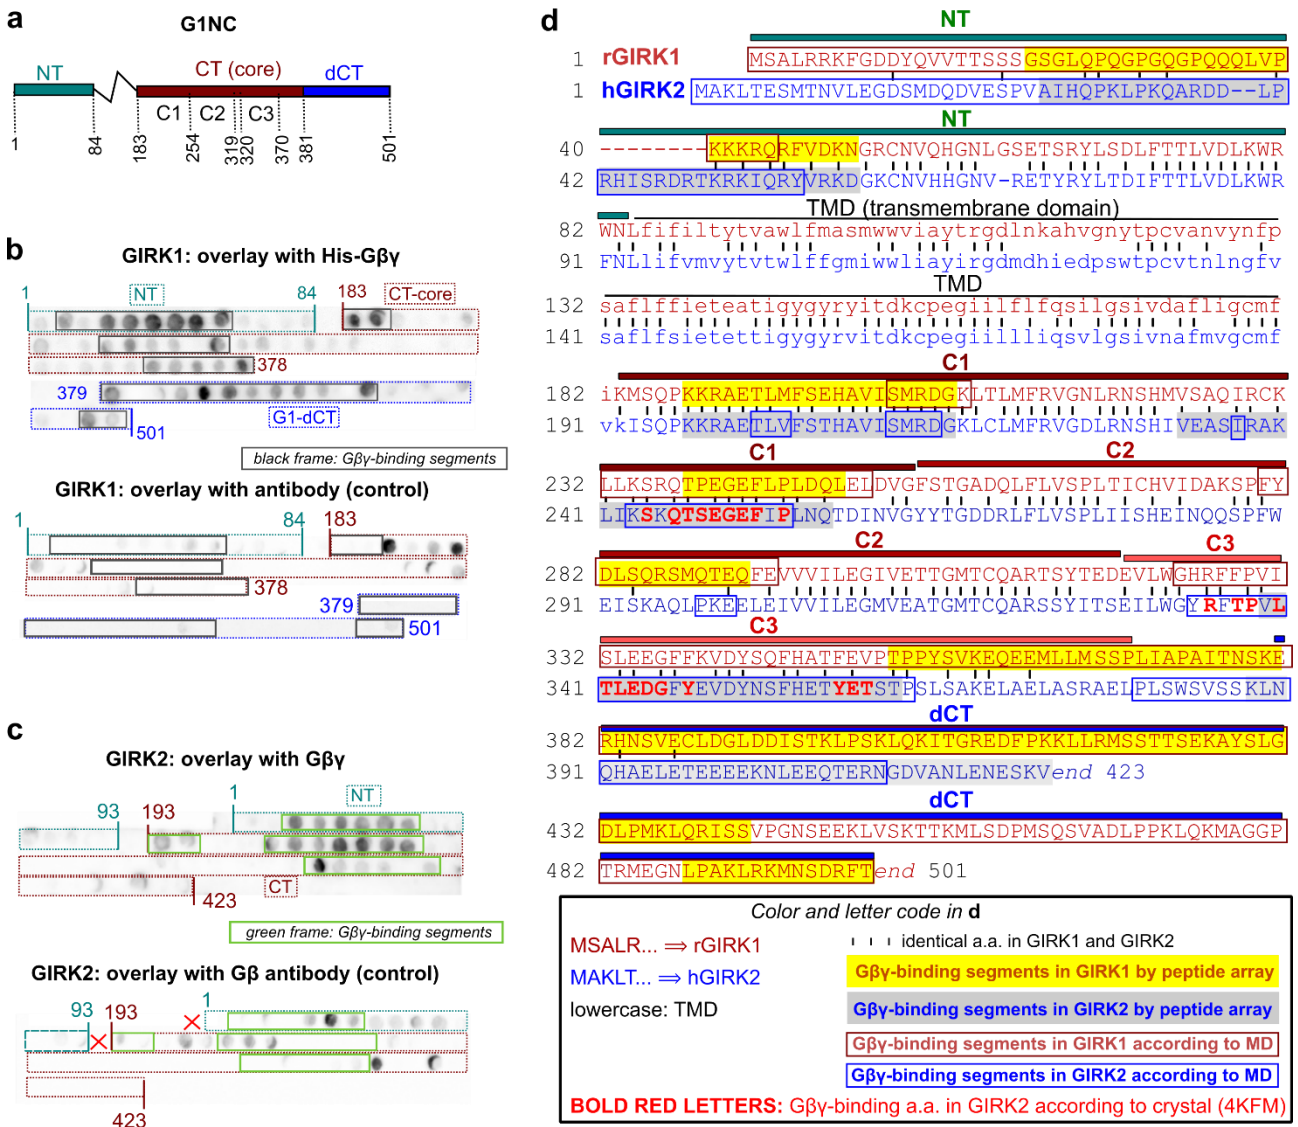 a
G1NC
NT
CT (core)
dCT
C1
C2
C3
1
84
183
254
319
320
370
381
501
b
GIRK1: overlay with His-Gβγ
1
NT
84
183
CT-core
378
379
G1-dCT
501
black frame: Gβγ-binding segments
GIRK1: overlay with antibody (control)
1
84
183
378
379
501
c
GIRK2: overlay with Gβγ
1
NT
93
193
CT
423
green frame: Gβγ-binding segments
GIRK2: overlay with Gβ antibody (control)
1
93
193
423
d
NT
1 rGIRK1 MSALRRKFGDDYQVVTTSSSGSGLQPQGPGQGPQQQLVP
1 hGIRK2 MAKLTESMTNVLEGDSMDQDVESPVAIHQPKLPKQARDD--LP
NT
40 --------KKKRQRFVDKNGRCNVQHGNLGSETSRYLSDLFTTLVDLKWR
42 RHISRDRTKRKIQRYVRKDGKCNVHHGNV-RETYRYLTDIFTTLVDLKWR
TMD (transmembrane domain)
82 WNLfifiltytvawlfmasmwwviaytrgdlnkahvgnytpcvanvynfp
91 FNLlifvmvytvtwlffgmiwwliayirgdmdhiedpswtpcvtnlngfv
TMD
132 saflffieteatigygyryitdkcpegiilflfqsilgsivdafligcmf
141 saflfsietettigygyrvitdkcpegiillliqsvlgsivnafmvgcmf
C1
182 iKMSQPKKRAETLMFSEHAVISMRDGKLTLMFRVGNLRNSHMVSAQIRCK
191 vkISQPKKRAETLVFSTHAVISMRDGKLCLMFRVGDLRNSHIVEASIRAK
C1
C2
232 LLKSRQTPEGEFLPLDQLELDVGFSTGADQLFLVSPLTICHVIDAKSPFY
241 LIKSKQTSEGEFIPLNQTDINVGYYTGDDRLFLVSPLIISHEINQQSPFW
C2
C3
282 DLSQRSMQTEQFEVVVILEGIVETTGMTCQARTSYTEDEVLWGHRFFPVI
291 EISKAQLPKEELEIVVILEGMVEATGMTCQARSSYITSEILWGYRFTPVL
C3
332 SLEEGFFKVDYSQFHATFEVPTPPYSVKEQEEMLLMSSPLIAPAITNSKE
341 TLEDGFYEVDYNSFHETYETSTPSLSAKELAELASRAELPLSWSVSSKLN
dCT
382 RHNSVECLDGLDDISTKLPSKLQKITGREDFPKKLLRMSSTTSEKAYSLG
391 QHAELETEEEEKNLEEQTERNGDVANLENESKVend 423
dCT
432 DLPMKLQRISSVPGNSEEKLVSKTTKMLSDPMSQSVADLPPKLQKMAGGP
482 TRMEGNLPAKLRKMNSDRFTend 501
Color and letter code in d
MSALR... ⇒ rGIRK1
MAKLT... ⇒ hGIRK2
lowercase: TMD
identical a.a. in GIRK1 and GIRK2
Gβγ-binding segments in GIRK1 by peptide array
Gβγ-binding segments in GIRK2 by peptide array
Gβγ-binding segments in GIRK1 according to MD
Gβγ-binding segments in GIRK2 according to MD
BOLD RED LETTERS: Gβγ-binding a.a. in GIRK2 according to crystal (4KFM)